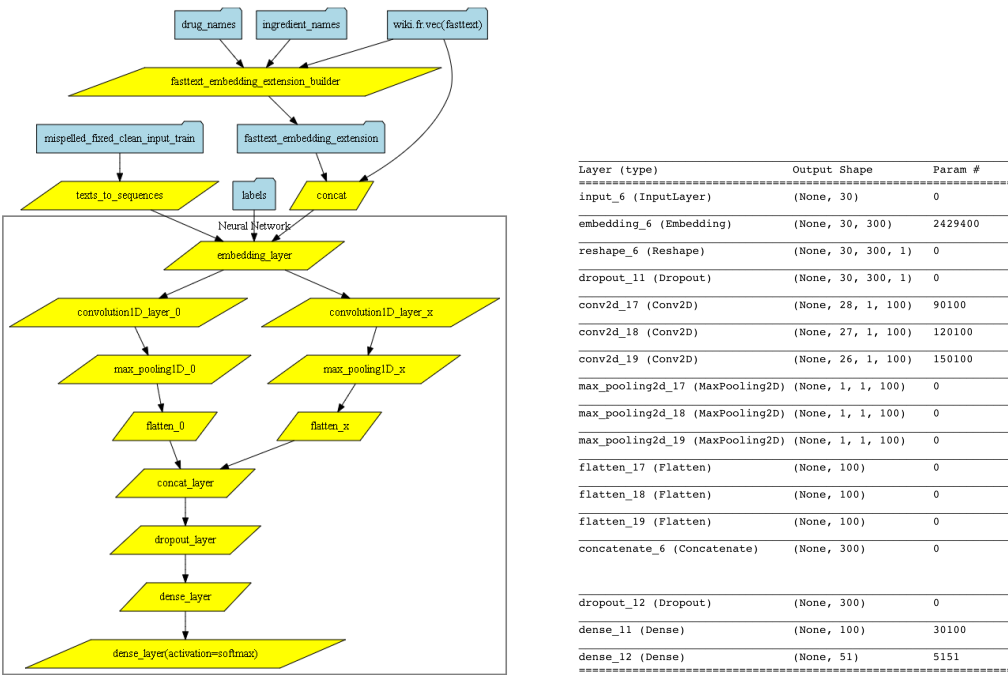 drug_names
ingredient_names
wiki.fr.vec(fasttext)
fasttext_embedding_extension_builder
mispelled_fixed_clean_input_train
fasttext_embedding_extension
texts_to_sequences
labels
concat
Neural Network
embedding_layer
convolution1D_layer_0
convolution1D_layer_x
max_pooling1D_0
max_pooling1D_x
flatten_0
flatten_x
concat_layer
dropout_layer
dense_layer
dense_layer(activation=softmax)
Layer (type) Output Shape Param #
input_6 (InputLayer) (None, 30) 0
embedding_6 (Embedding) (None, 30, 300) 2429400
reshape_6 (Reshape) (None, 30, 300, 1) 0
dropout_11 (Dropout) (None, 30, 300, 1) 0
conv2d_17 (Conv2D) (None, 28, 1, 100) 90100
conv2d_18 (Conv2D) (None, 27, 1, 100) 120100
conv2d_19 (Conv2D) (None, 26, 1, 100) 150100
max_pooling2d_17 (MaxPooling2D) (None, 1, 1, 100) 0
max_pooling2d_18 (MaxPooling2D) (None, 1, 1, 100) 0
max_pooling2d_19 (MaxPooling2D) (None, 1, 1, 100) 0
flatten_17 (Flatten) (None, 100) 0
flatten_18 (Flatten) (None, 100) 0
flatten_19 (Flatten) (None, 100) 0
concatenate_6 (Concatenate) (None, 300) 0
dropout_12 (Dropout) (None, 300) 0
dense_11 (Dense) (None, 100) 30100
dense_12 (Dense) (None, 51) 5151